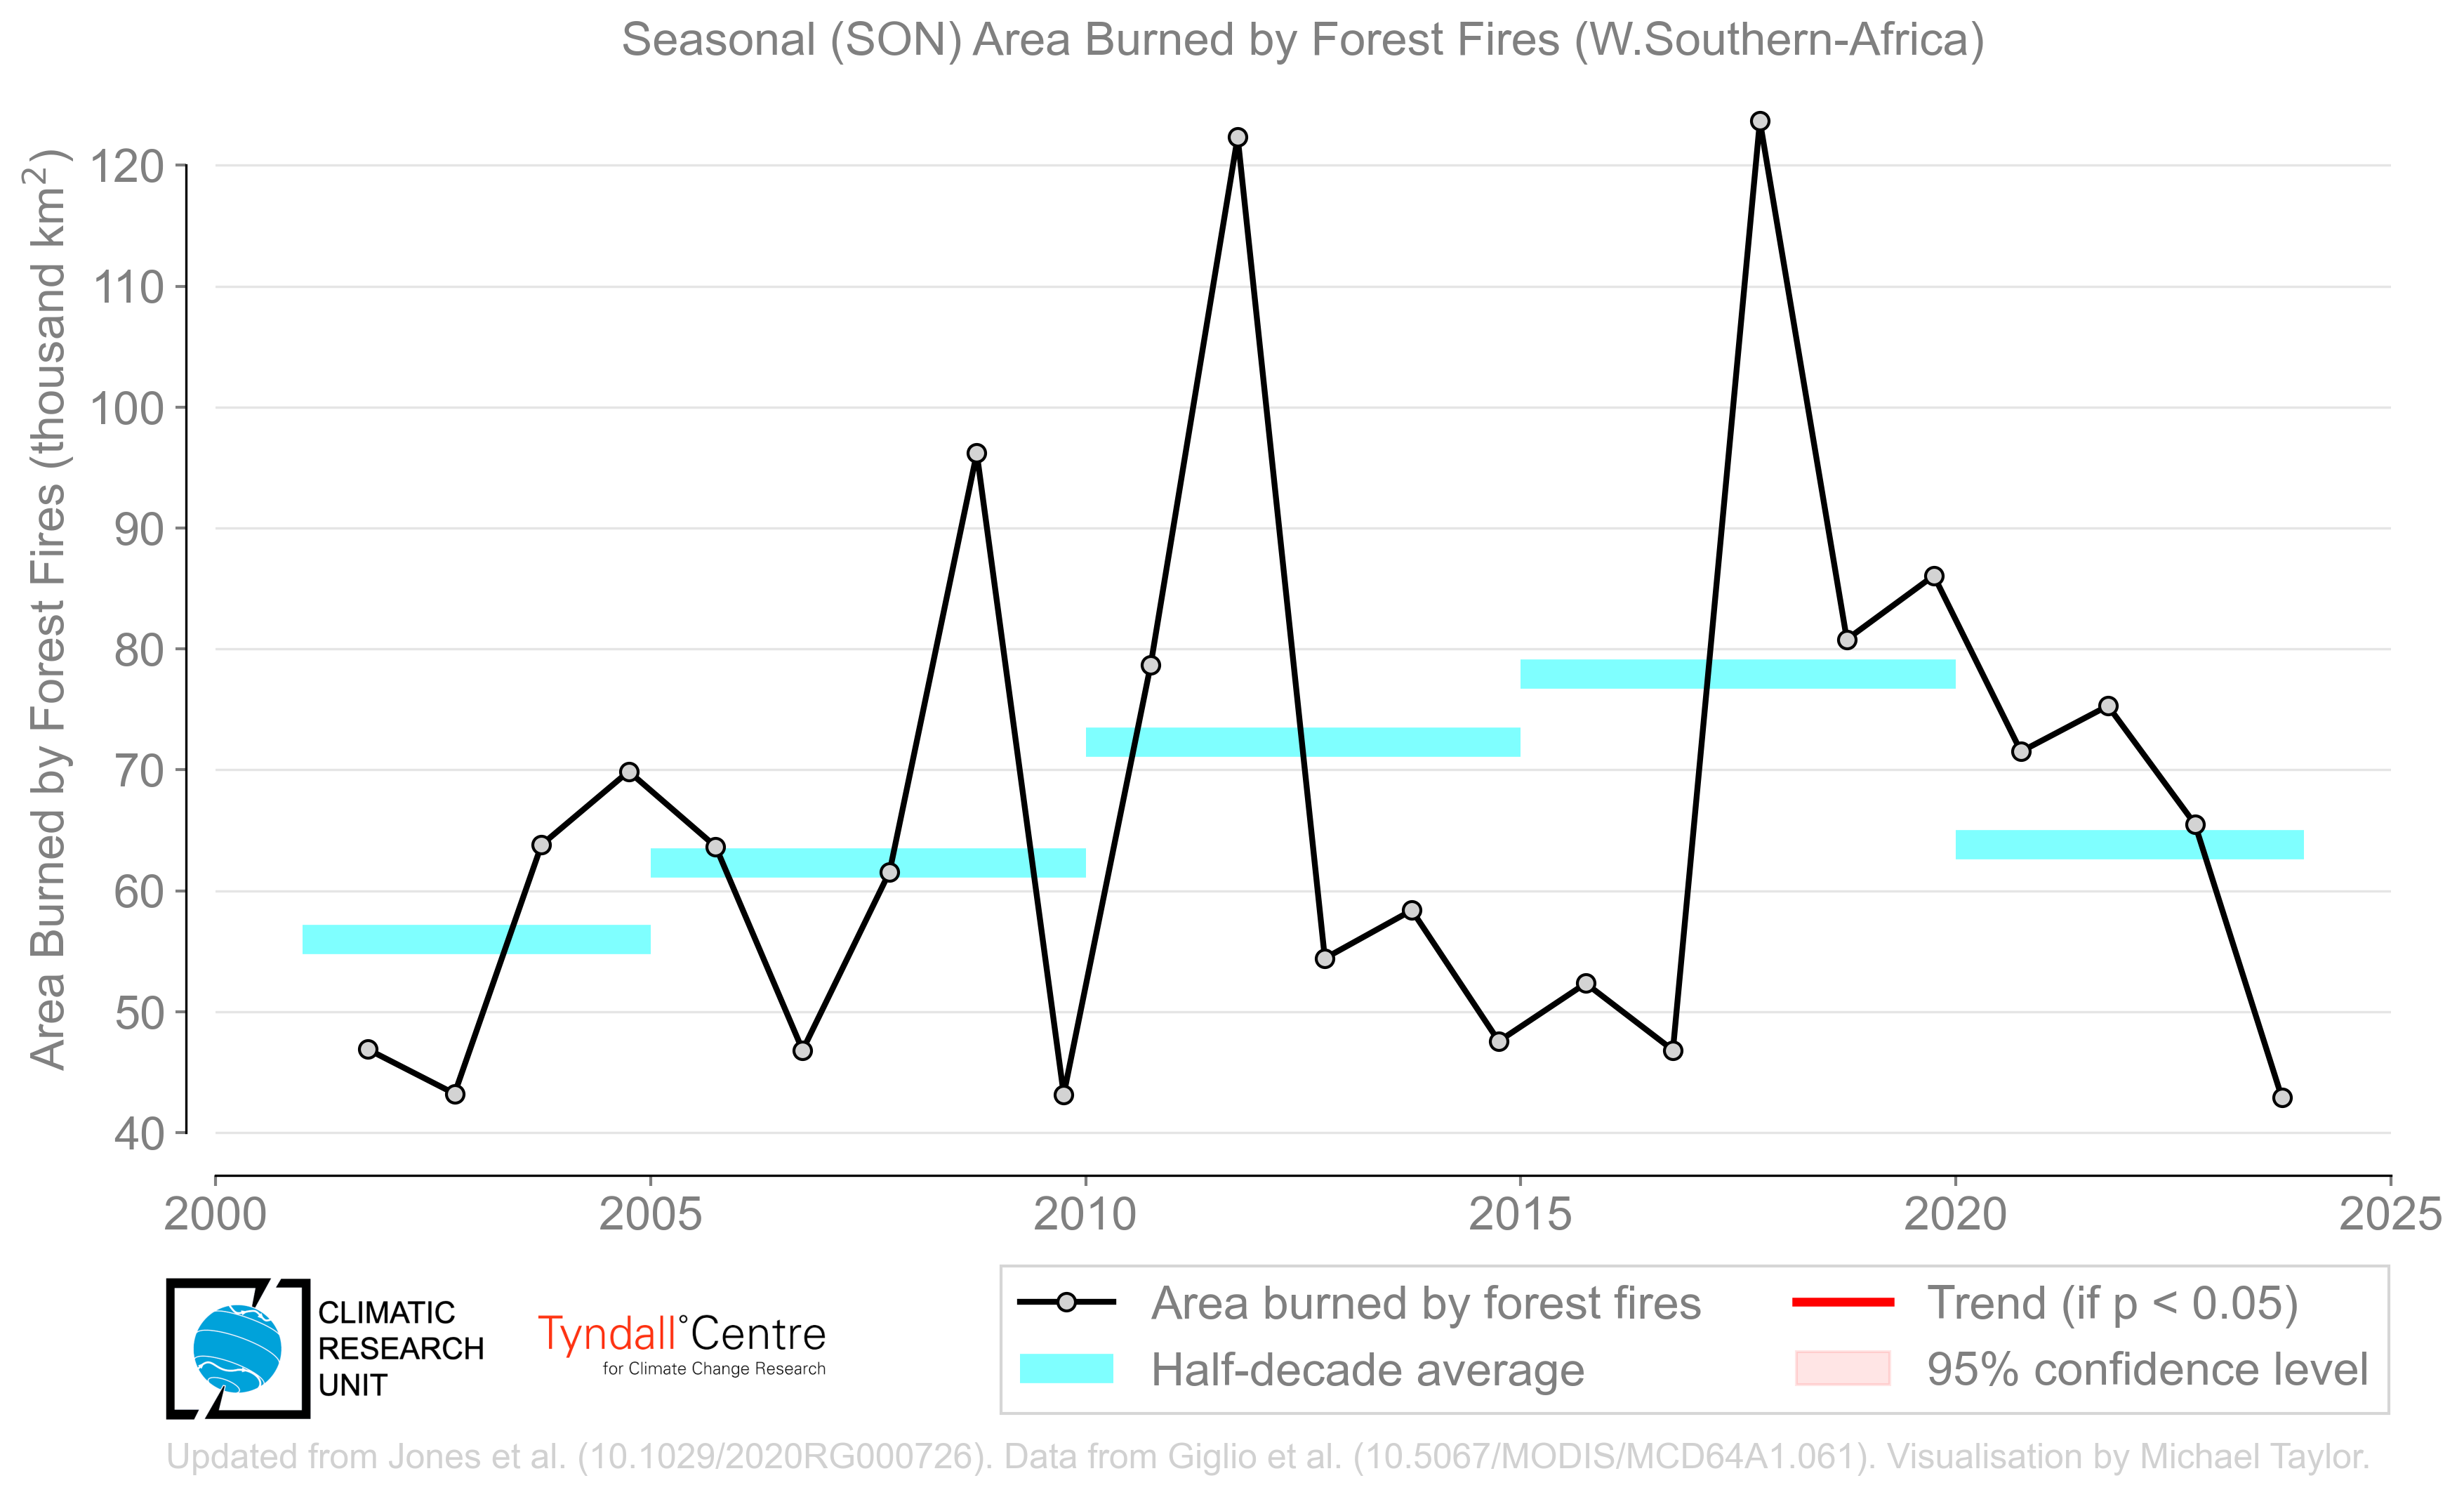 Seasonal (SON) Area Burned by Forest Fires (W.Southern-Africa)
Area Burned by Forest Fires (thousand km²)
120
110
100
90
80
70
60
50
40
2000 2005 2010 2015 2020 2025
CLIMATIC
RESEARCH
UNIT
Tyndall°Centre
for Climate Change Research
Area burned by forest fires
Half-decade average
Trend (if p < 0.05)
95% confidence level
Updated from Jones et al. (10.1029/2020RG000726). Data from Giglio et al. (10.5067/MODIS/MCD64A1.061). Visualisation by Michael Taylor.